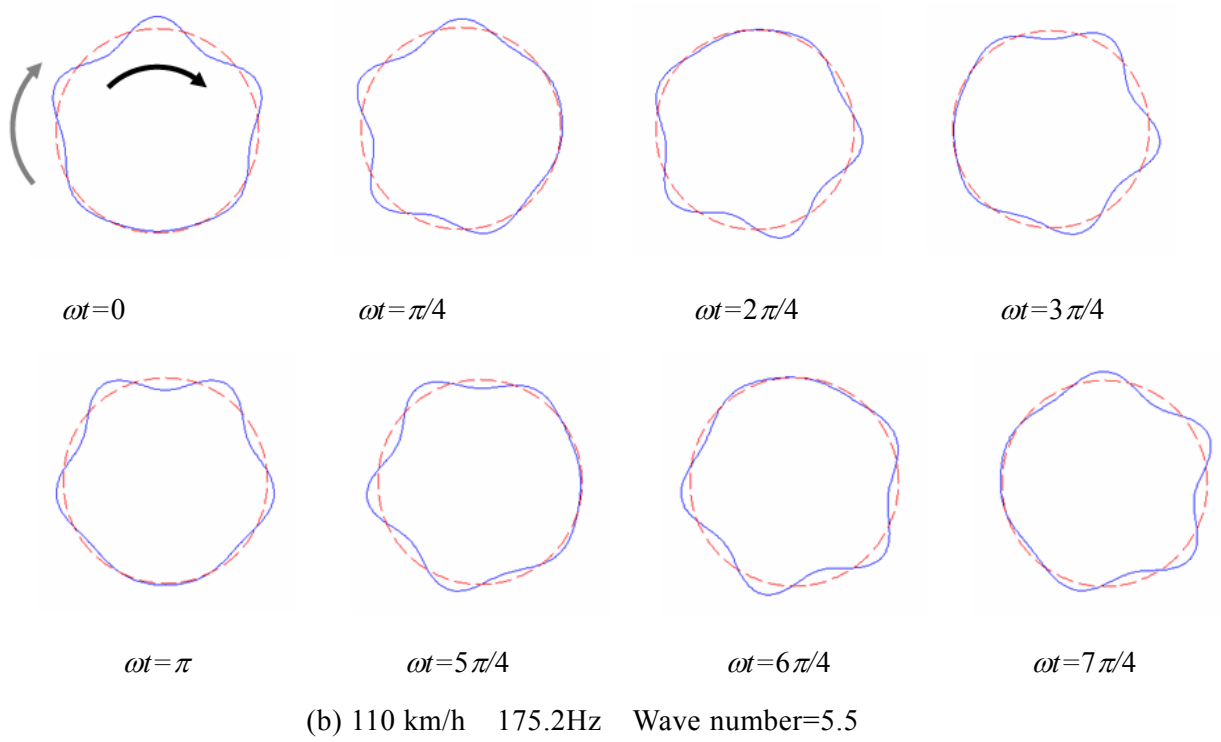 ωt=0 ωt=π/4 ωt=2π/4 ωt=3π/4
ωt=π ωt=5π/4 ωt=6π/4 ωt=7π/4
(b) 110 km/h 175.2Hz Wave number=5.5